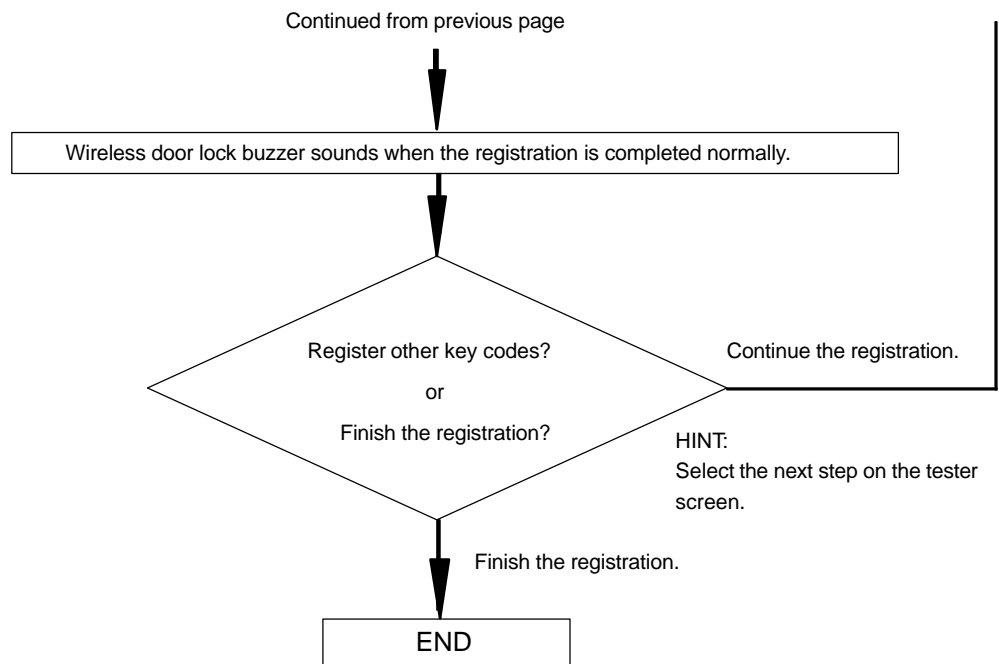 Continued from previous page
Wireless door lock buzzer sounds when the registration is completed normally.
Register other key codes?
or
Finish the registration?
Continue the registration.
HINT:
Select the next step on the tester
screen.
Finish the registration.
END